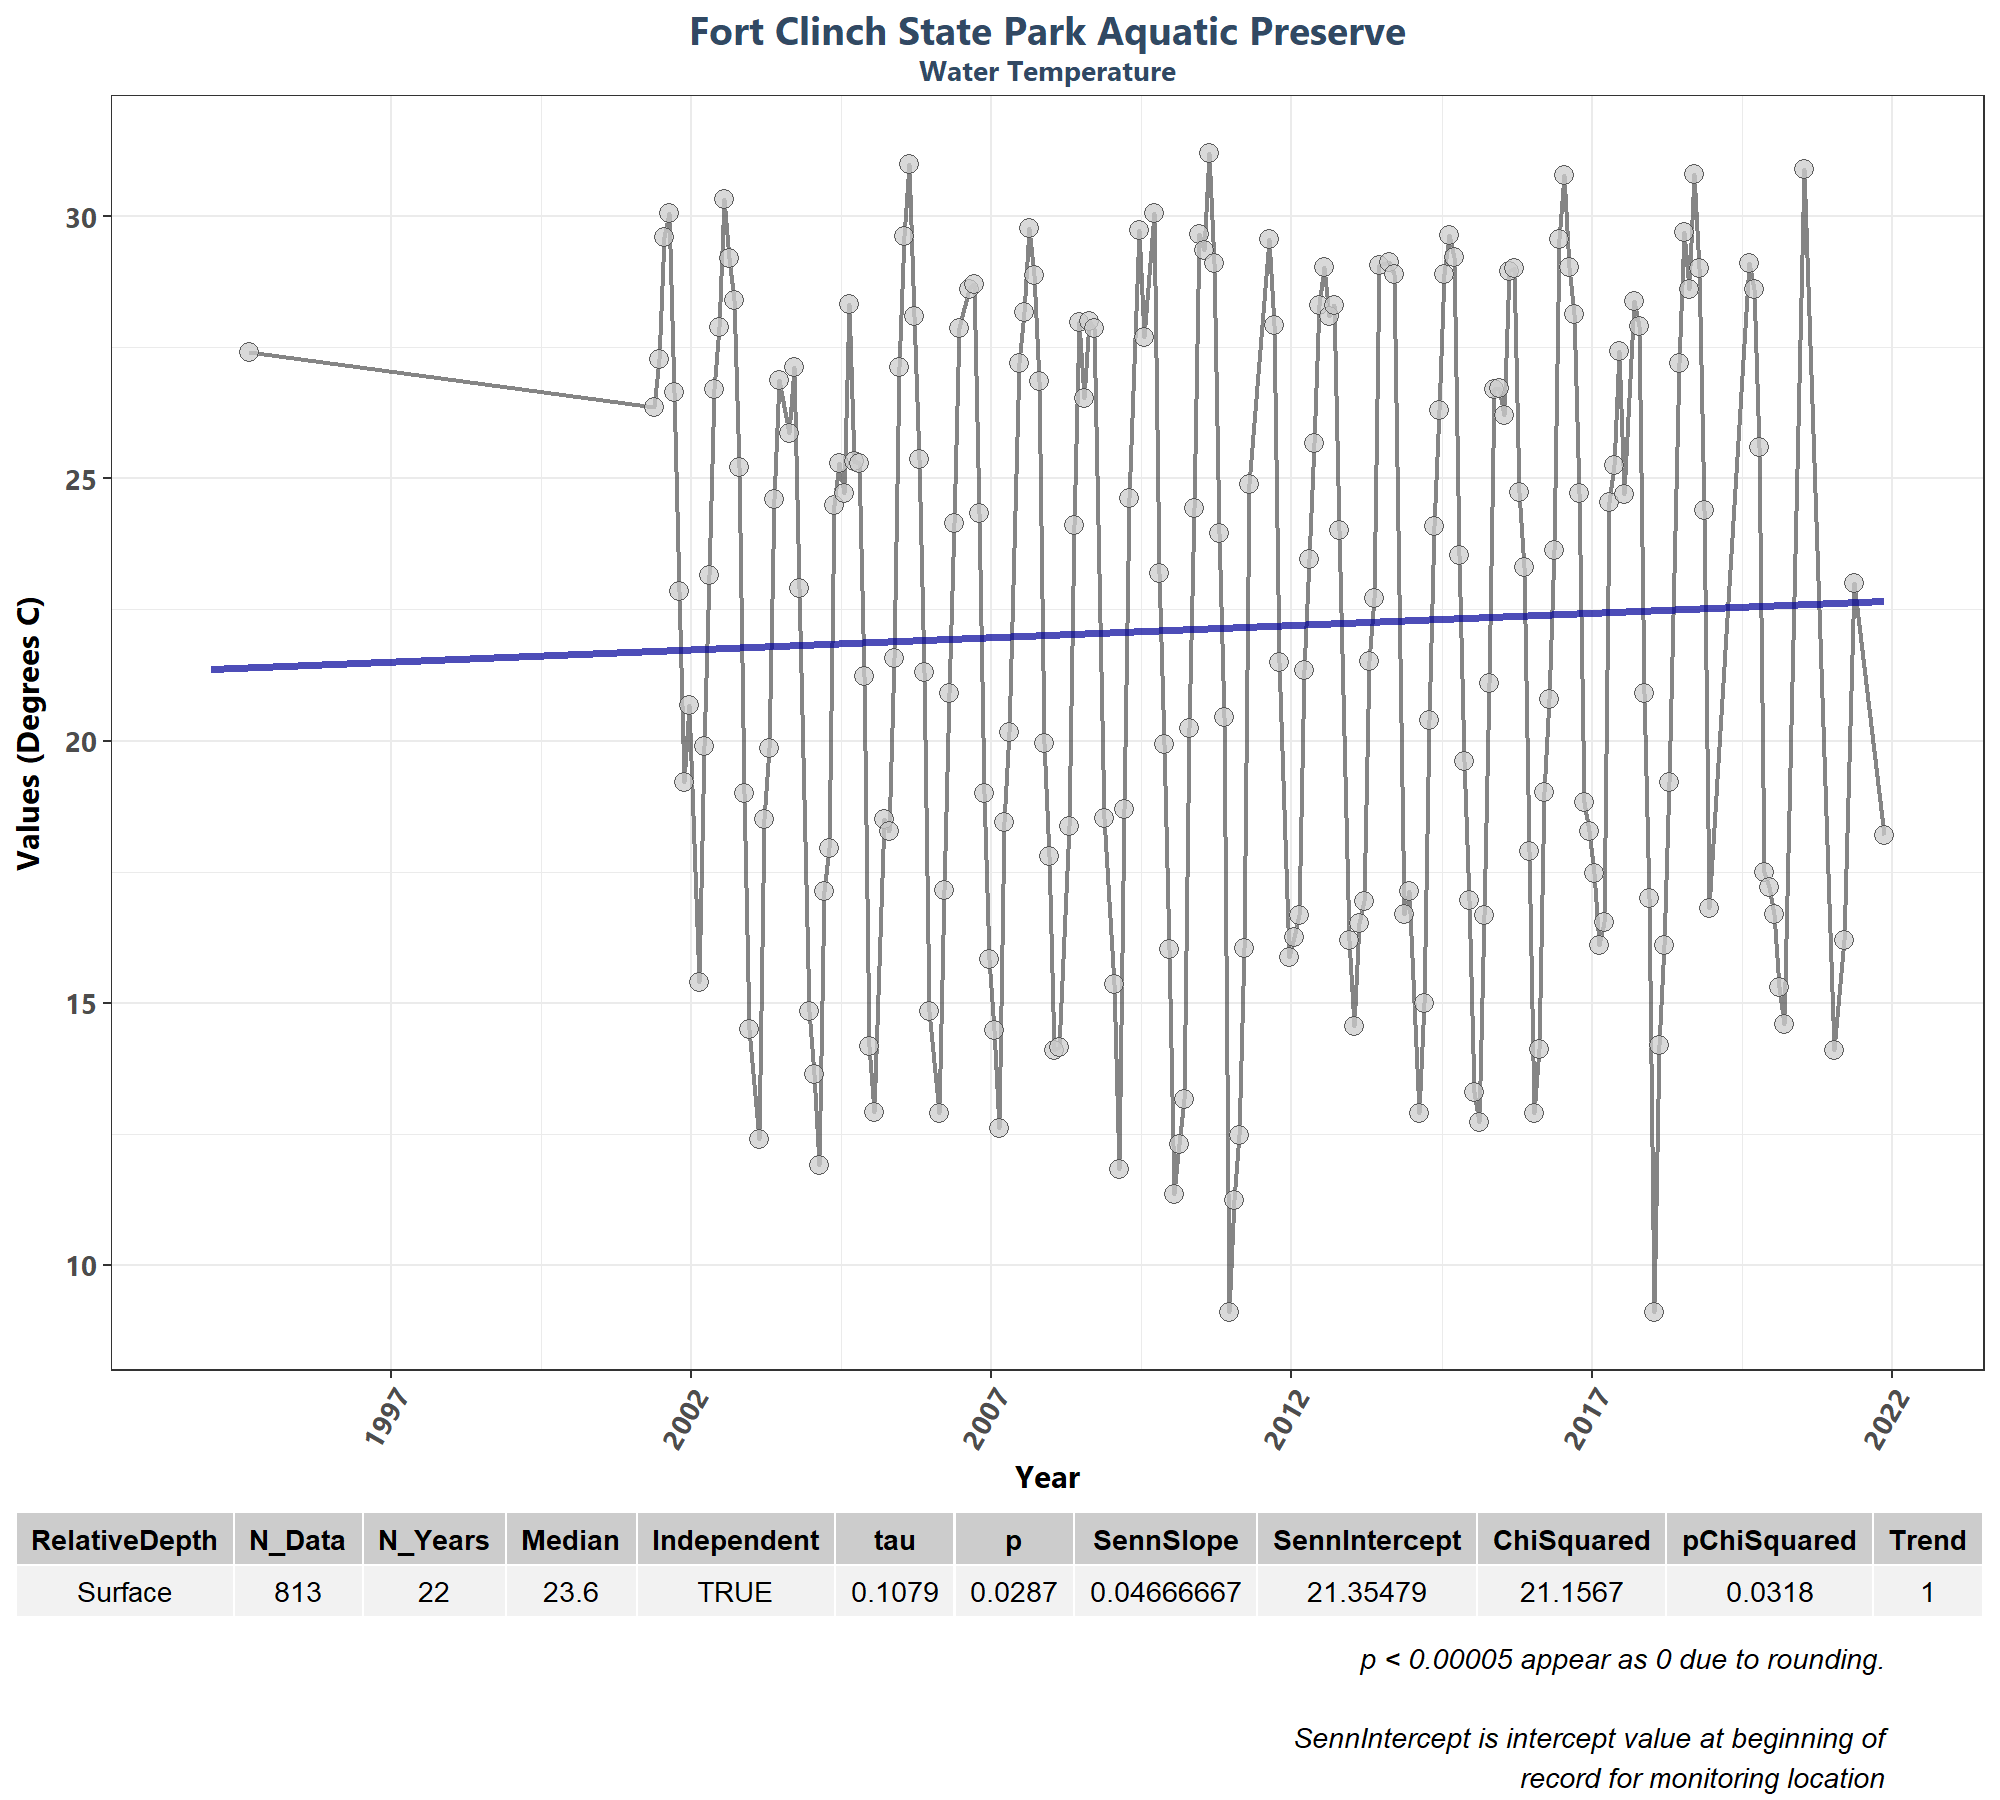 Fort Clinch State Park Aquatic Preserve
Water Temperature
Values (Degrees C)
30
25
20
15
10
1997
2002
2007
2012
2017
2022
Year
RelativeDepth N_Data N_Years Median Independent tau p SennSlope SennIntercept ChiSquared pChiSquared Trend
Surface 813 22 23.6 TRUE 0.1079 0.0287 0.04666667 21.35479 21.1567 0.0318 1
p < 0.00005 appear as 0 due to rounding.
SennIntercept is intercept value at beginning of
record for monitoring location